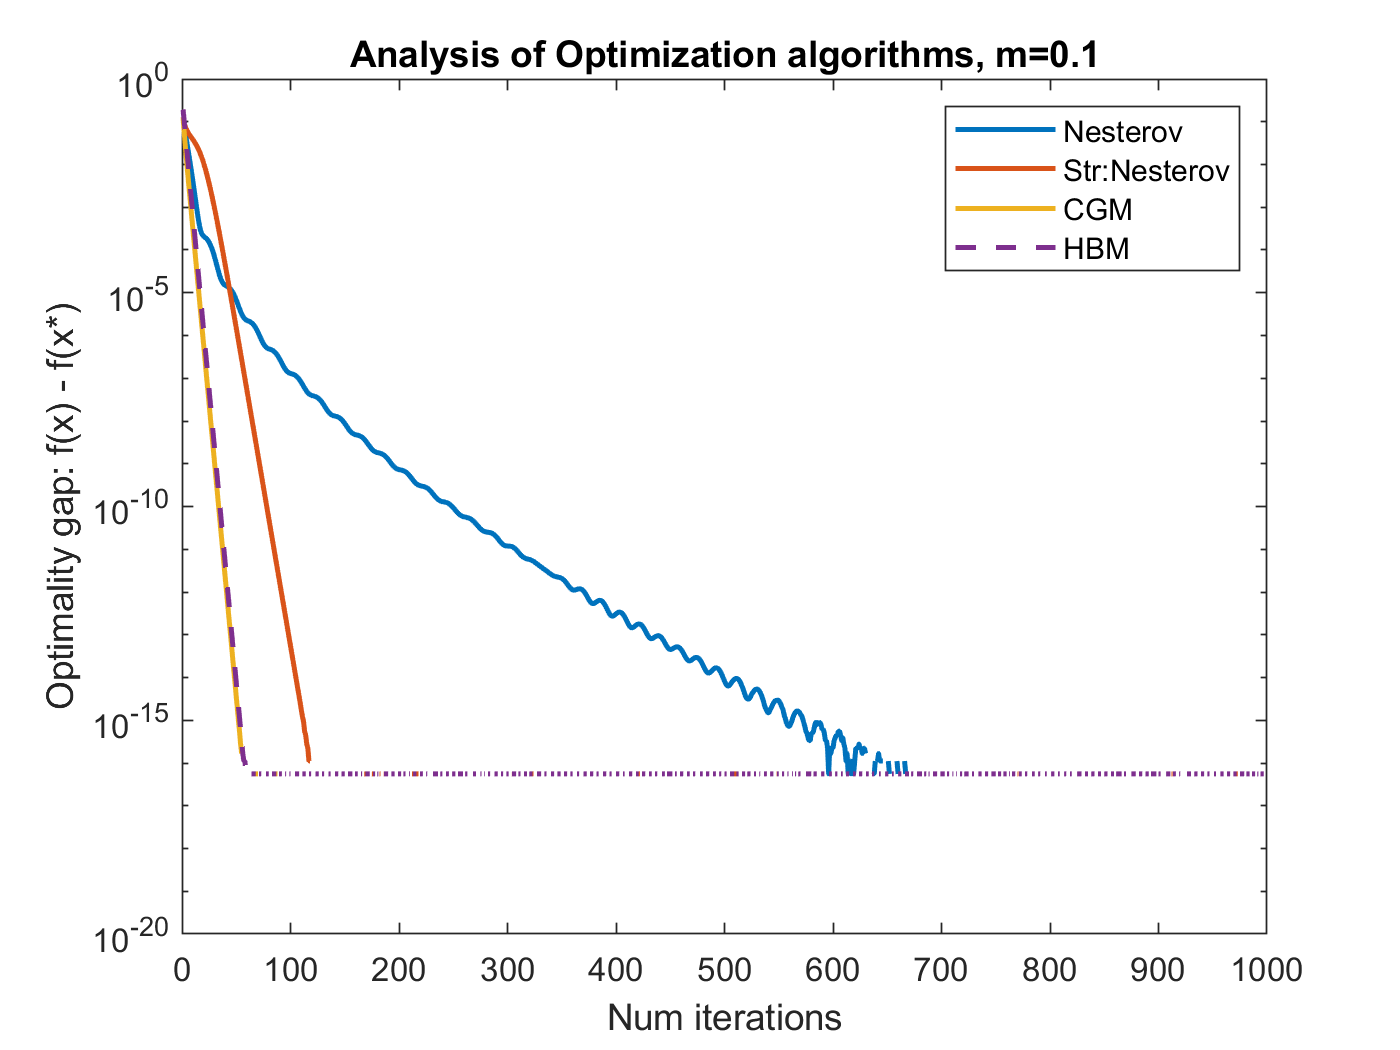 Analysis of Optimization algorithms, m=0.1
10^0
10^-5
10^-10
10^-15
10^-20
Optimality gap: f(x) - f(x*)
Nesterov
Str:Nesterov
CGM
HBM
0 100 200 300 400 500 600 700 800 900 1000
Num iterations